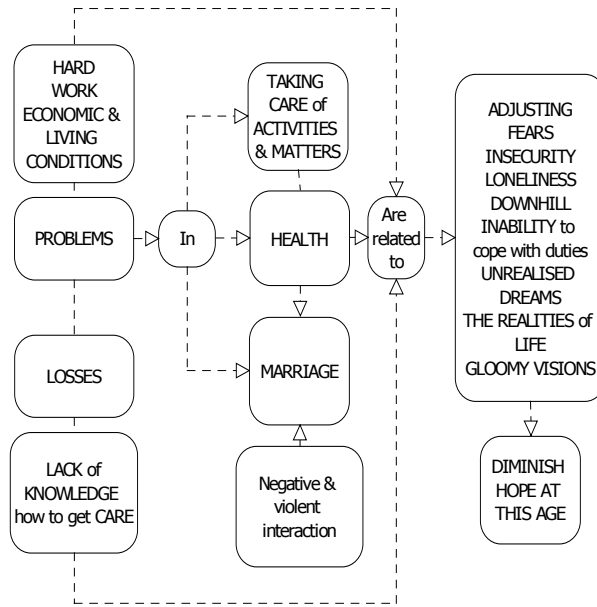 HARD
WORK
ECONOMIC &
LIVING
CONDITIONS
PROBLEMS
LOSSES
LACK of
KNOWLEDGE
how to get CARE
In
TAKING
CARE of
ACTIVITIES
& MATTERS
HEALTH
MARRIAGE
Negative &
violent
interaction
Are
related
to
ADJUSTING
FEARS
INSECURITY
LONELINESS
DOWNHILL
INABILITY to
cope with duties
UNREALISED
DREAMS
THE REALITIES of
LIFE
GLOOMY VISIONS
DIMINISH
HOPE AT
THIS AGE